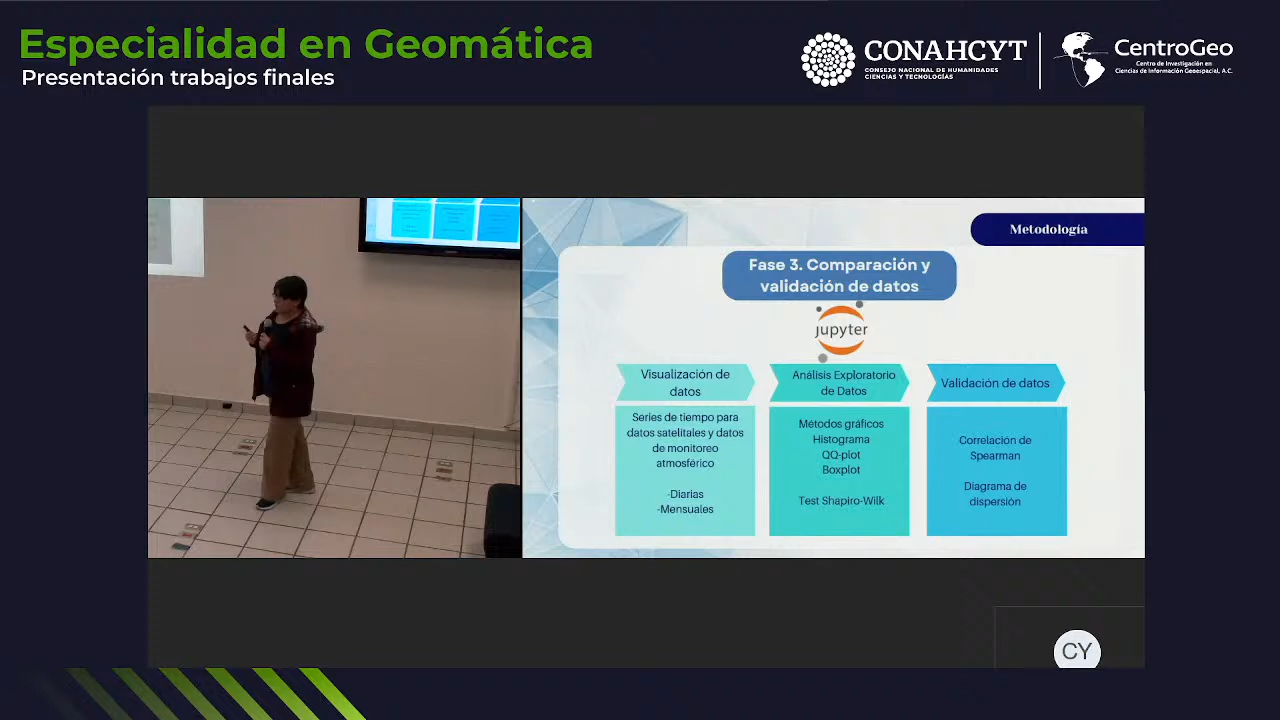 Especialidad en Geomática
Presentación trabajos finales
CONAHCYT
CONSEJO NACIONAL DE HUMANIDADES
CIENCIAS Y TECNOLOGÍAS
CentroGeo
Centro de Investigación en
Ciencias de Información Geoespacial, A.C.
Metodología
Fase 3. Comparación y
validación de datos
jupyter
Visualización de
datos
Series de tiempo para
datos satelitales y datos
de monitoreo
atmosférico
-Diarias
-Mensuales
Análisis Exploratorio
de Datos
Métodos gráficos
Histograma
QQ-plot
Boxplot
Test Shapiro-Wilk
Validación de datos
Correlación de
Spearman
Diagrama de
dispersión
CY